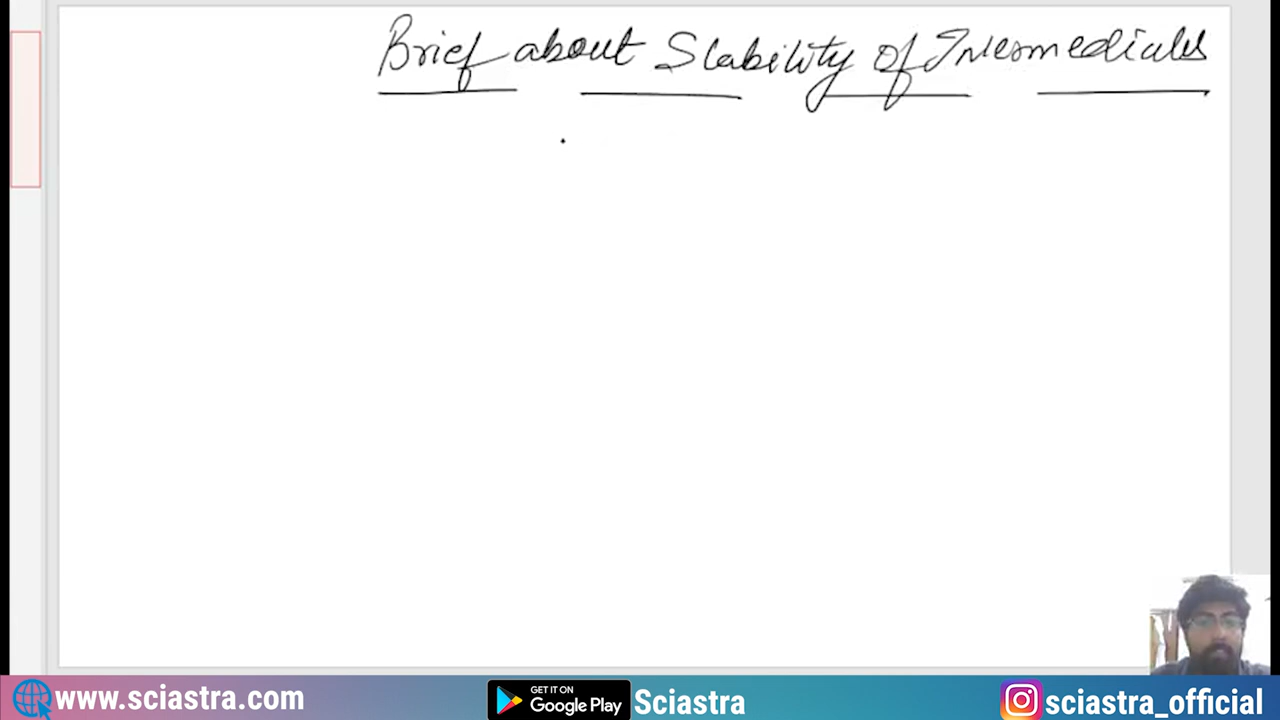 Brief about Stability of Intermediates
www.sciastra.com
GET IT ON
Google Play
Sciastra
sciastra_official